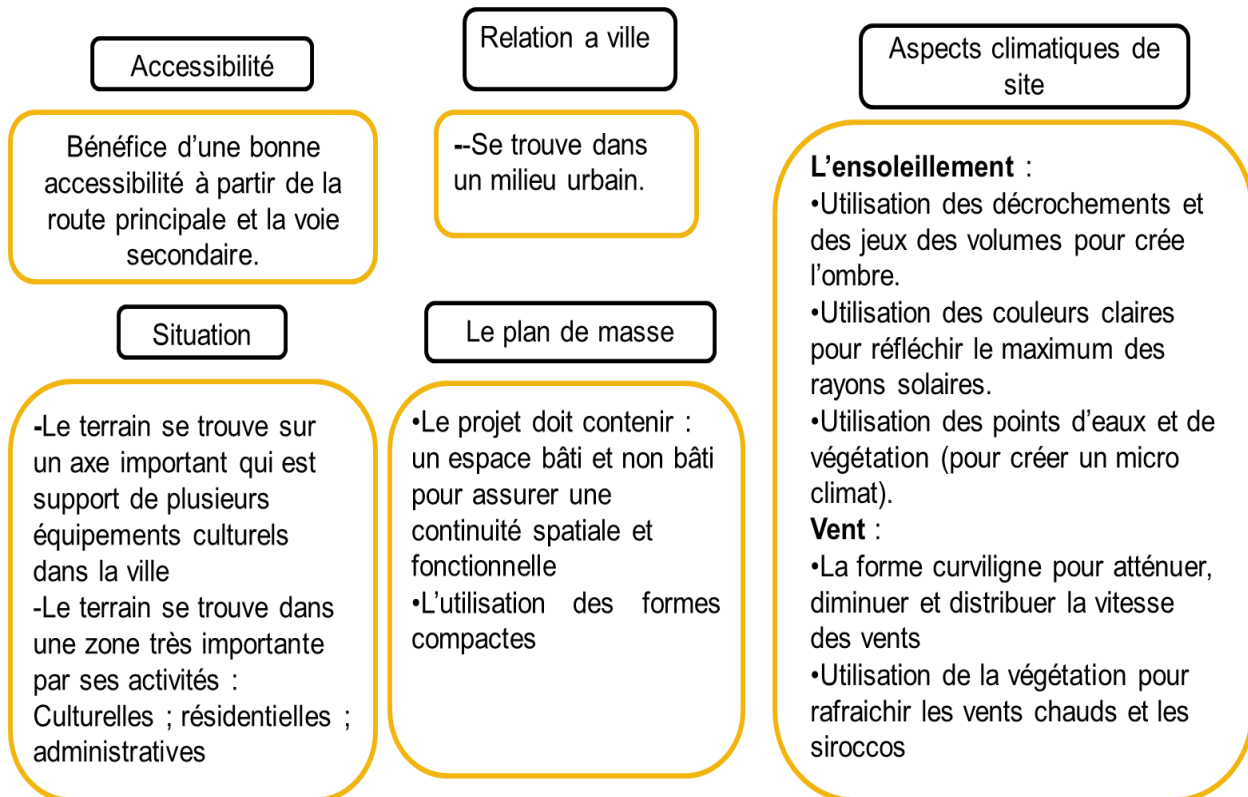 Accessibilité
Bénéfice d'une bonne
accessibilité à partir de la
route principale et la voie
secondaire.
Situation
-Le terrain se trouve sur
un axe important qui est
support de plusieurs
équipements culturels
dans la ville
-Le terrain se trouve dans
une zone très importante
par ses activités :
Culturelles ; résidentielles ;
administratives
Relation a ville
--Se trouve dans
un milieu urbain.
Le plan de masse
•Le projet doit contenir :
un espace bâti et non bâti
pour assurer une
continuité spatiale et
fonctionnelle
•L'utilisation des formes
compactes
Aspects climatiques de
site
L'ensoleillement :
•Utilisation des décrochements et
des jeux des volumes pour crée
l'ombre.
•Utilisation des couleurs claires
pour réfléchir le maximum des
rayons solaires.
•Utilisation des points d'eaux et de
végétation (pour créer un micro
climat).
Vent :
•La forme curviligne pour atténuer,
diminuer et distribuer la vitesse
des vents
•Utilisation de la végétation pour
rafraichir les vents chauds et les
siroccos